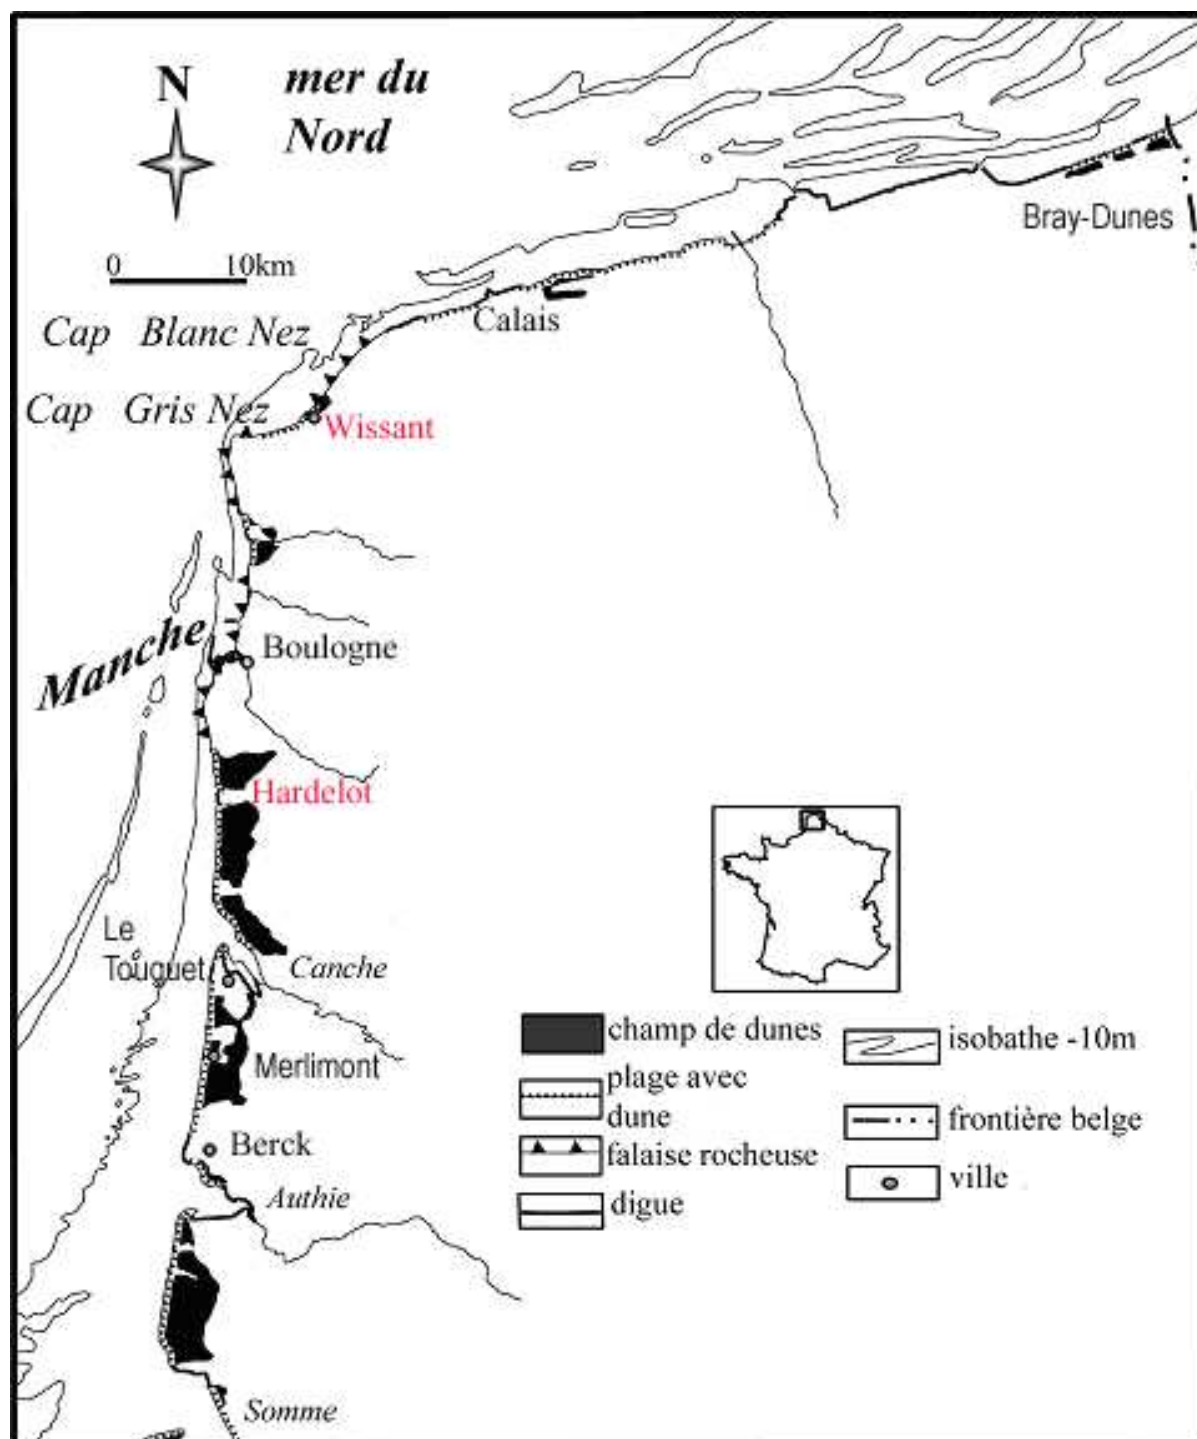 N
mer du
Nord
0 10km
Bray-Dunes
Calais
Cap Blanc Nez
Cap Gris Nez
Wissant
Manche
Boulogne
Hardelot
Le
Touquet
Canche
Merlimont
Berck
Authie
Somme
champ de dunes
plage avec
dune
falaise rocheuse
digue
isobathe -10m
frontière belge
ville